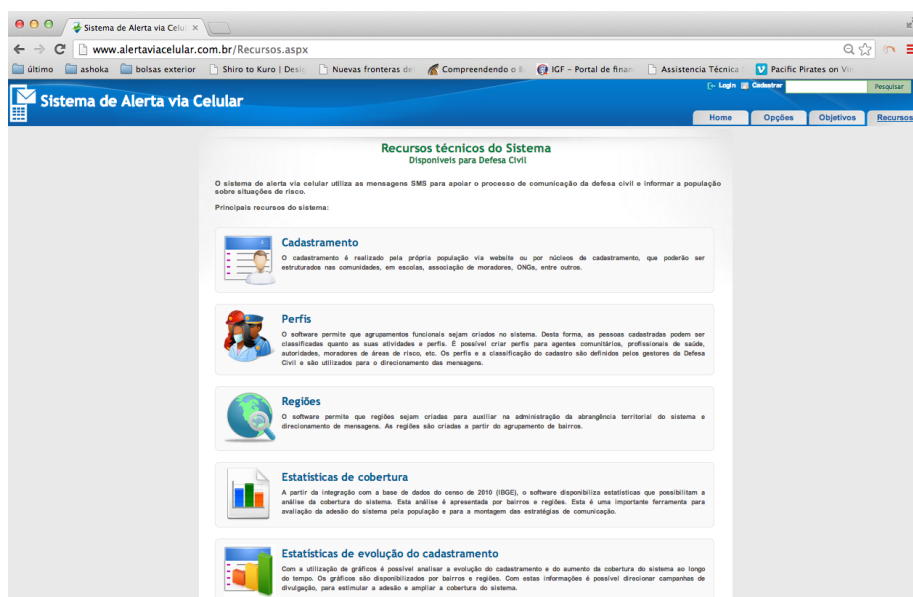 Sistema de Alerta via Celul
www.alertaviacelular.com.br/Recursos.aspx
último ashoka bolsas exterior Shiro to Kuro | Desig Nuevas fronteras de Compreendendo o IGF – Portal de finan Assistencia Técnica Pacific Pirates on Vim
Login Cadastrar Pesquisar
Sistema de Alerta via Celular
Home Opções Objetivos Recursos
Recursos técnicos do Sistema
Disponíveis para Defesa Civil
O sistema de alerta via celular utiliza as mensagens SMS para apoiar o processo de comunicação da defesa civil e informar a população
sobre situações de risco.
Principais recursos do sistema:
Cadastramento
O cadastramento é realizado pela própria população via website ou por núcleos de cadastramento, que poderão ser
estruturados nas comunidades, em escolas, associação de moradores, ONGs, entre outros.
Perfis
O software permite que agrupamentos funcionais sejam criados no sistema. Desta forma, as pessoas cadastradas podem ser
classificadas quanto as suas atividades e perfis. É possível criar perfis para agentes comunitários, profissionais de saúde,
autoridades, moradores de áreas de risco, etc. Os perfis e a classificação do cadastro são definidos pelos gestores da Defesa
Civil e são utilizados para o direcionamento das mensagens.
Regiões
O software permite que regiões sejam criadas para auxiliar na administração da abrangência territorial do sistema e
direcionamento de mensagens. As regiões são criadas a partir do agrupamento de bairros.
Estatísticas de cobertura
A partir da integração com a base de dados do censo de 2010 (IBGE), o software disponibiliza estatísticas que possibilitam a
análise da cobertura do sistema. Esta análise é apresentada por bairros e regiões. Esta é uma importante ferramenta para
avaliação da adesão do sistema pela população e para a montagem das estratégias de comunicação.
Estatísticas de evolução do cadastramento
Com a utilização de gráficos é possível analisar a evolução do cadastramento e do aumento da cobertura do sistema ao longo
do tempo. Os gráficos são disponibilizados por bairros e regiões. Com estas informações é possível direcionar campanhas de
divulgação, para estimular a adesão e ampliar a cobertura do sistema.